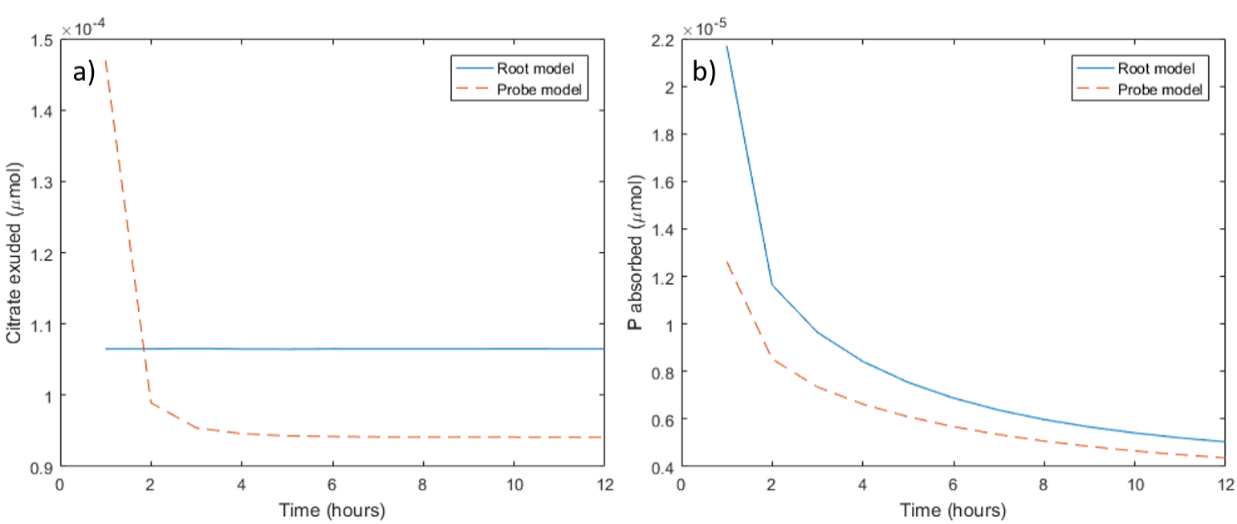 ×10-4
a)
Root model
Probe model
1.5
1.4
1.3
1.2
1.1
1
0.9
Citrate exuded (μmol)
0 2 4 6 8 10 12
Time (hours)
×10-5
b)
Root model
Probe model
2.2
2
1.8
1.6
1.4
1.2
1
0.8
0.6
0.4
P absorbed (μmol)
0 2 4 6 8 10 12
Time (hours)